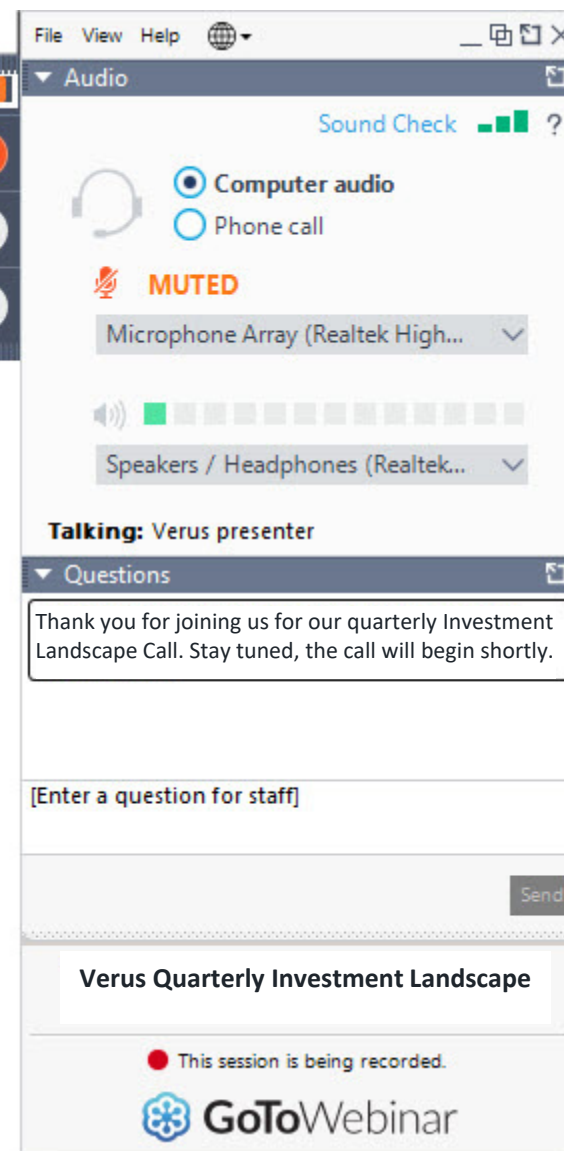 File View Help
Audio
Sound Check ?
Computer audio
Phone call
MUTED
Microphone Array (Realtek High...
Speakers / Headphones (Realtek...
Talking: Verus presenter
Questions
Thank you for joining us for our quarterly Investment
Landscape Call. Stay tuned, the call will begin shortly.
[Enter a question for staff]
Send
Verus Quarterly Investment Landscape
This session is being recorded.
GoToWebinar